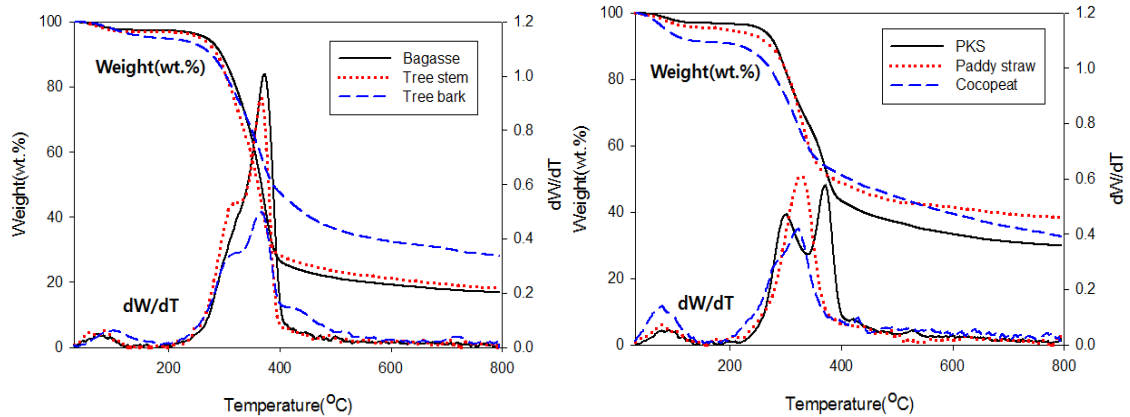 100
80
60
40
20
0
Weight(wt.%)
Weight(wt.%)
dW/dT
Bagasse
Tree stem
Tree bark
1.2
1.0
0.8
0.6
0.4
0.2
0.0
dW/dT
0 200 400 600 800
Temperature(°C)
100
80
60
40
20
0
Weight(wt.%)
Weight(wt.%)
dW/dT
PKS
Paddy straw
Cocopeat
1.2
1.0
0.8
0.6
0.4
0.2
0.0
dW/dT
200 400 600 800
Temperature(°C)